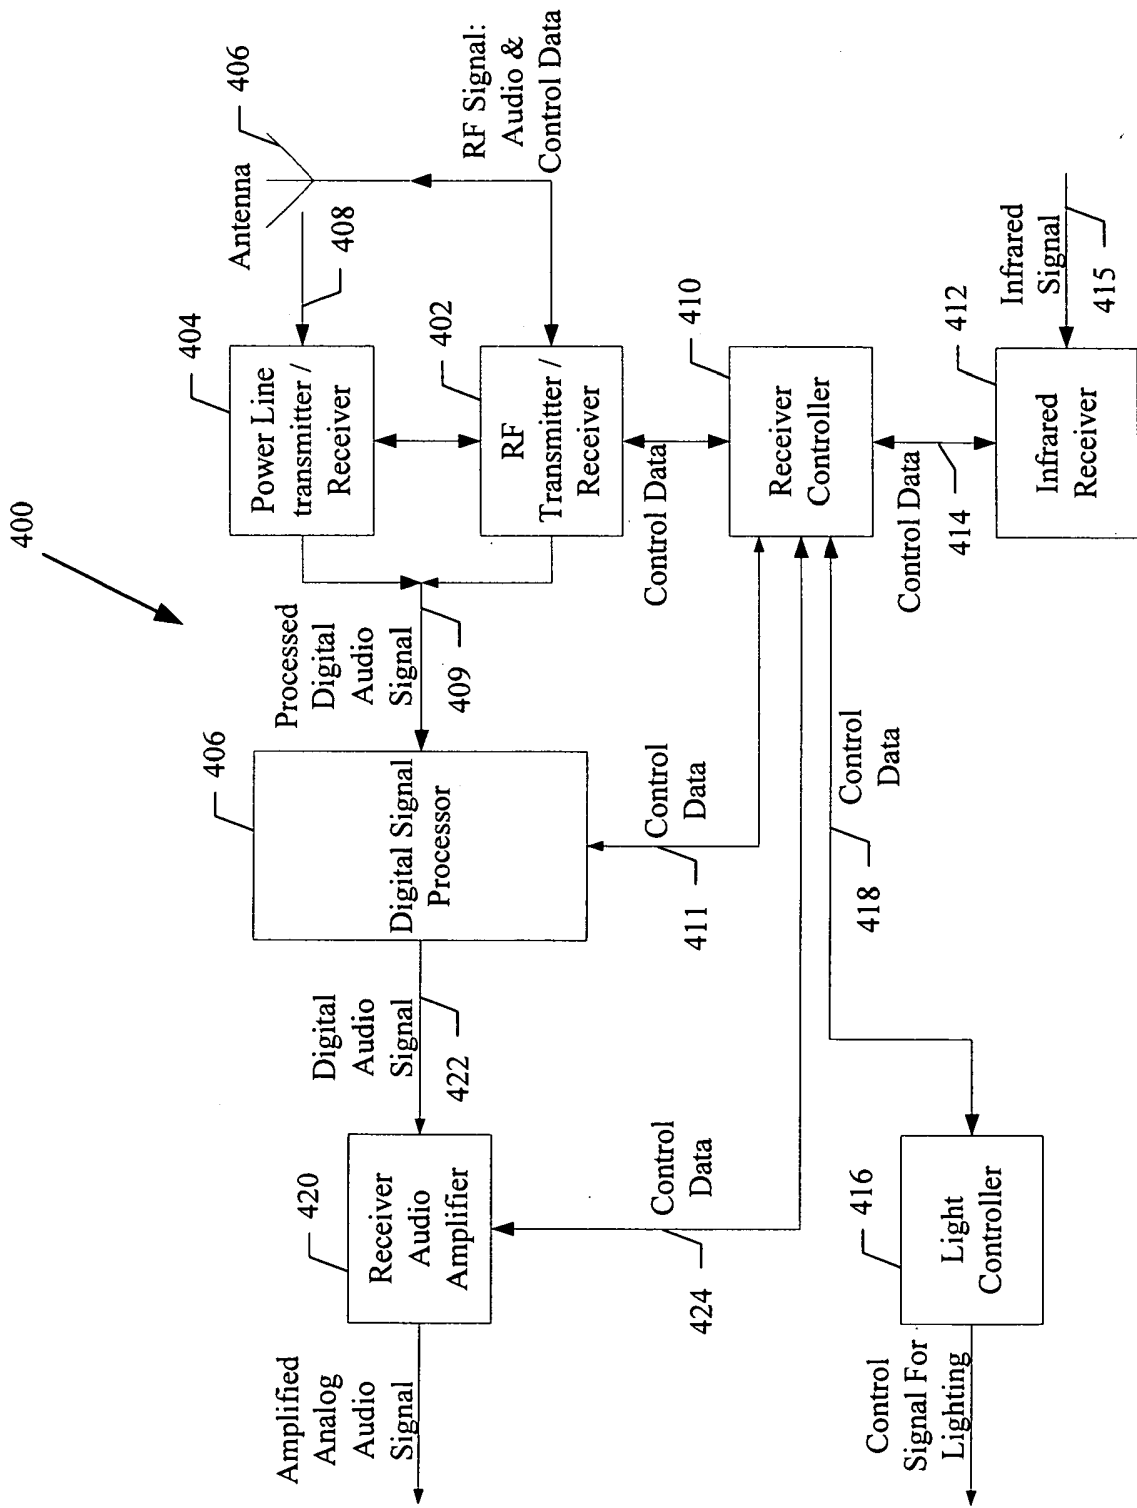 400
406
Antenna
RF Signal:
Audio &
Control Data
408
404
Power Line
transmitter /
Receiver
402
RF
Transmitter /
Receiver
Processed
Digital
Audio
Signal
409
406
Digital Signal
Processor
Digital
Audio
Signal
422
420
Receiver
Audio
Amplifier
Amplified
Analog
Audio
Signal
Control Data
410
Receiver
Controller
Control
Data
411
Control
Data
424
Control
Data
418
Control Data
414
412
Infrared
Receiver
Infrared
Signal
415
416
Light
Controller
Control
Signal For
Lighting